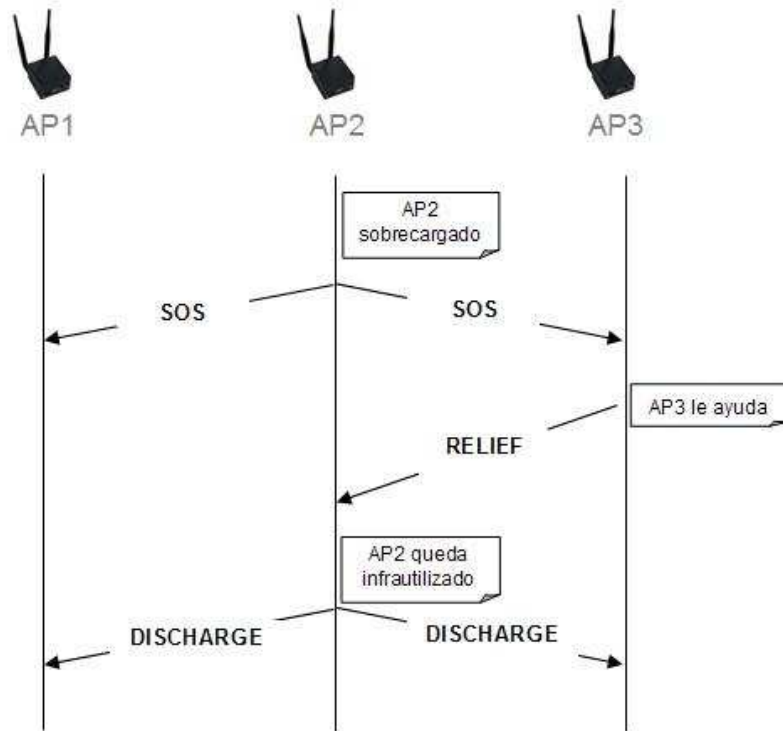 AP1
AP2
AP3
AP2
sobrecargado
SOS
SOS
AP3 le ayuda
RELIEF
AP2 queda
infrautilizado
DISCHARGE
DISCHARGE